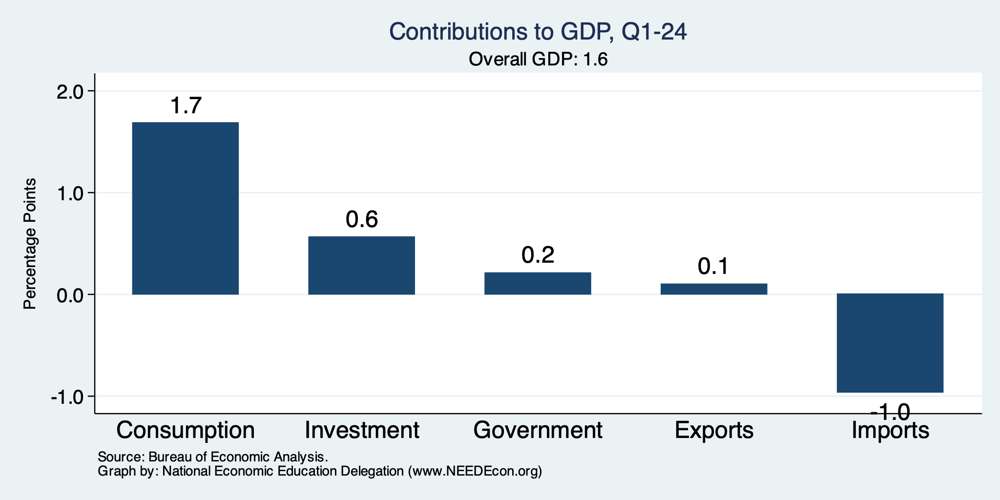 Contributions to GDP, Q1-24
Overall GDP: 1.6
Percentage Points
2.0
1.0
0.0
-1.0
1.7
0.6
0.2
0.1
-1.0
Consumption Investment Government Exports Imports
Source: Bureau of Economic Analysis.
Graph by: National Economic Education Delegation (www.NEEDEcon.org)